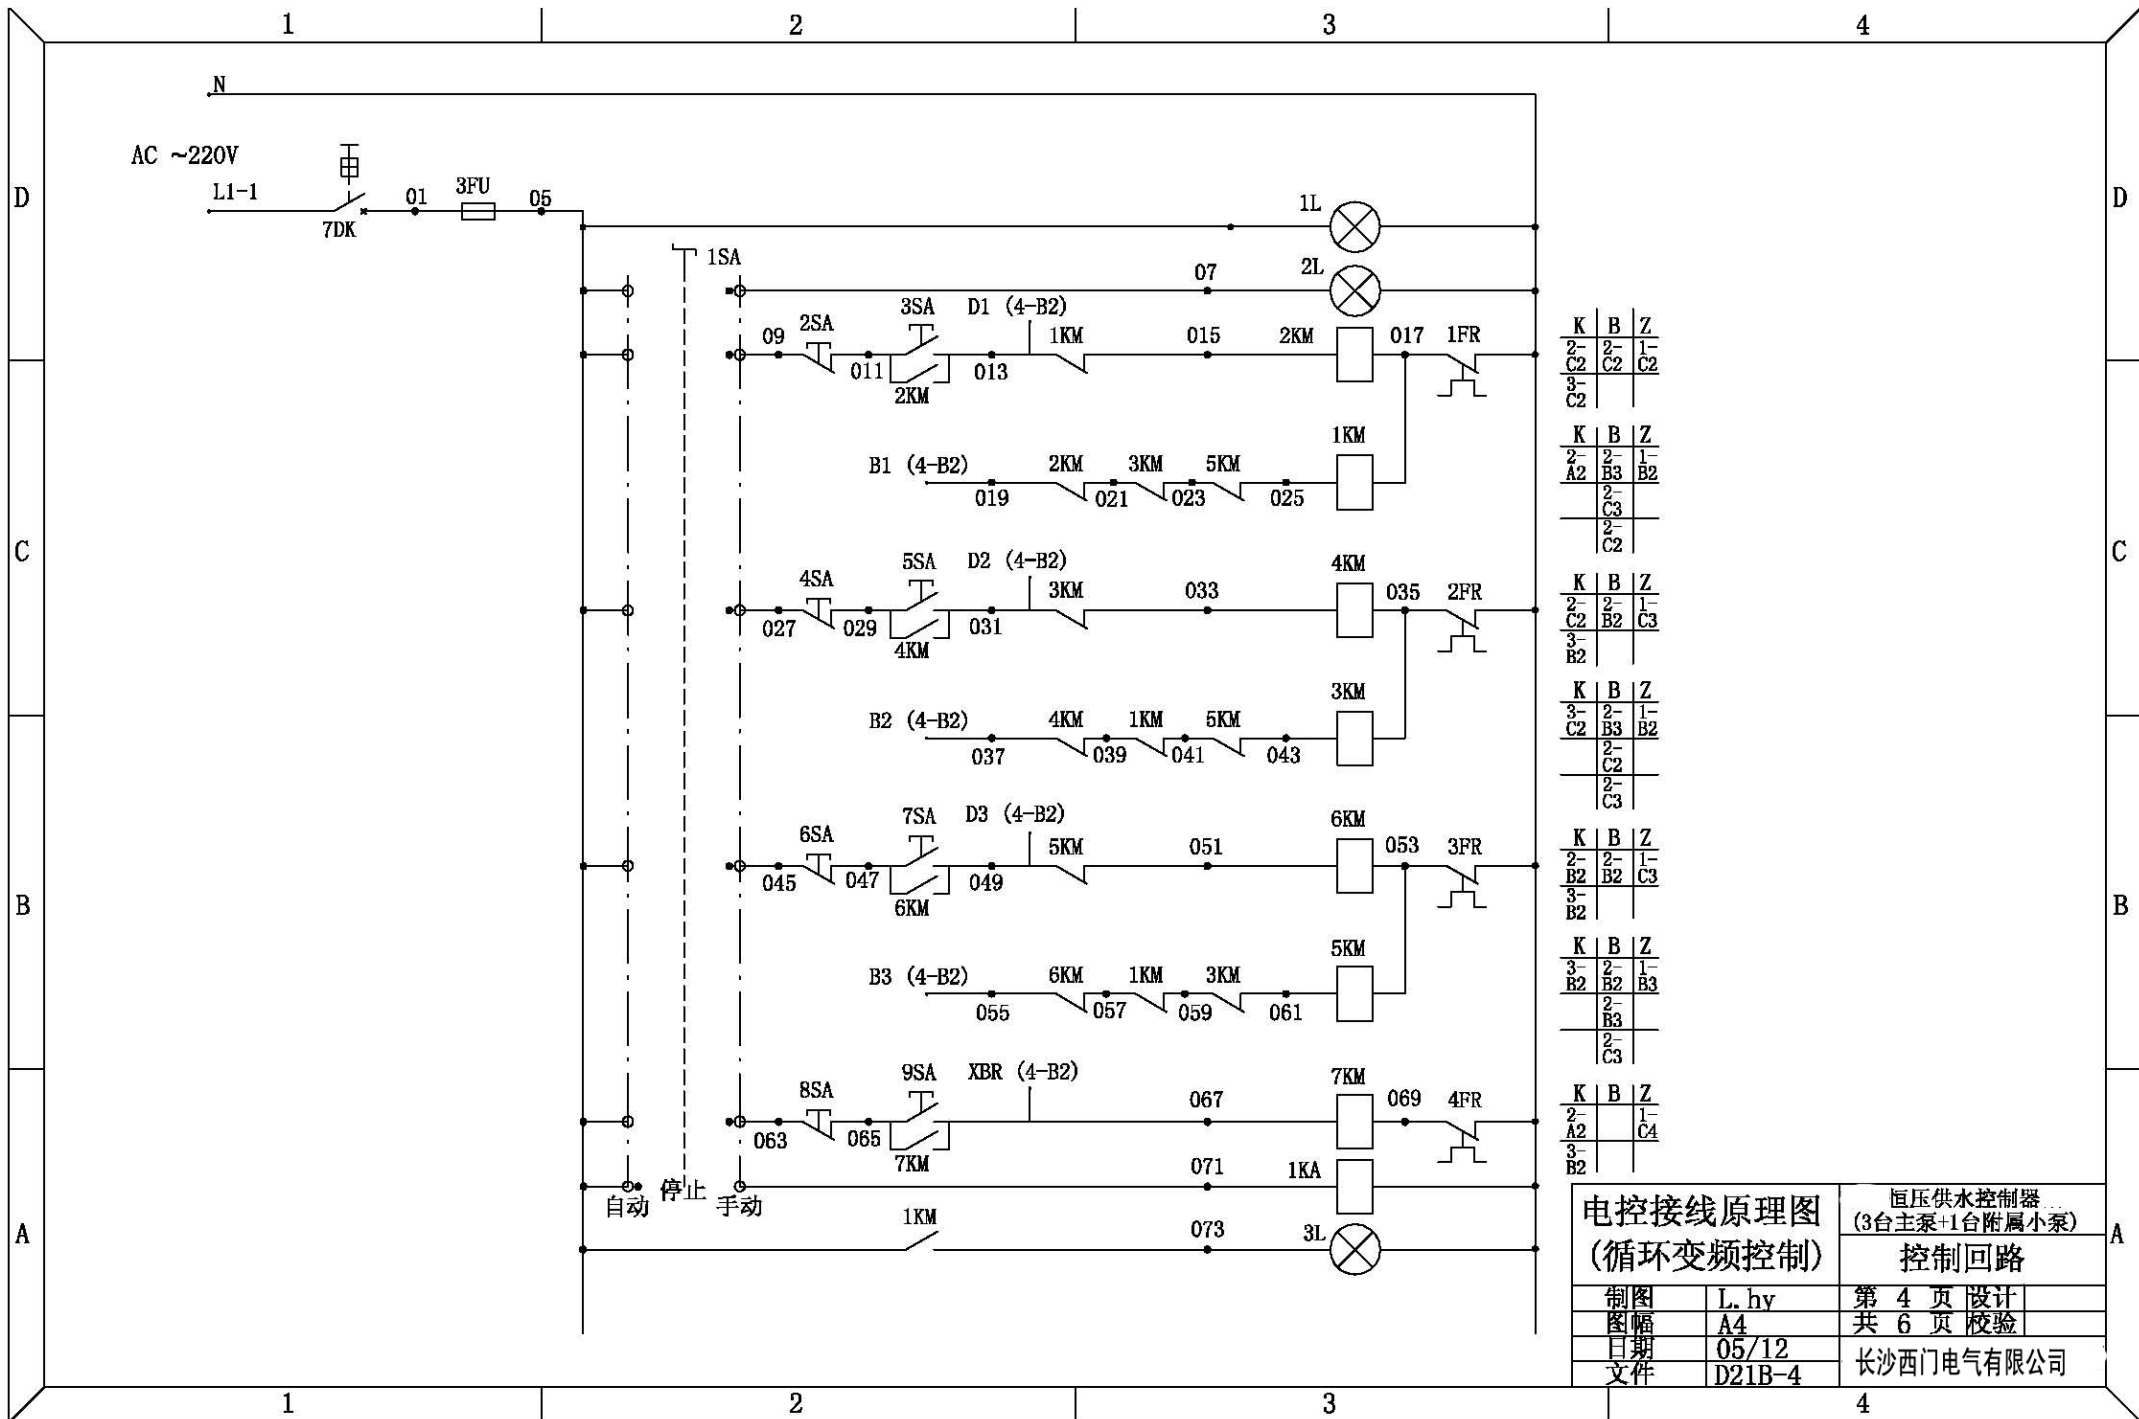 1 2 3 4
N
AC ~220V
L1-1
7DK
01
3FU
05
1L
D
D
1SA
07
2L
09
2SA
011
3SA
2KM
D1 (4-B2)
013
1KM
015
2KM
017
1FR
K B Z
2-C2 2-C2 1-C2
3-C2
B1 (4-B2)
019
2KM
021
3KM
023
5KM
025
1KM
K B Z
2-A2 2-B3 1-B2
2-C3
2-C2
C
C
027
4SA
029
5SA
4KM
D2 (4-B2)
031
3KM
033
4KM
035
2FR
K B Z
2-C2 2-B2 1-C3
3-B2
B2 (4-B2)
037
4KM
039
1KM
041
5KM
043
3KM
K B Z
3-C2 2-B3 1-B2
2-C2
2-C3
045
6SA
047
7SA
6KM
D3 (4-B2)
049
5KM
051
6KM
053
3FR
K B Z
2-B2 2-B2 1-C3
3-B2
B
B
B3 (4-B2)
055
6KM
057
1KM
059
3KM
061
5KM
K B Z
3-B2 2-B2 1-B3
2-B3
2-C3
063
8SA
065
9SA
7KM
XBR (4-B2)
067
7KM
069
4FR
K B Z
2-A2 1-C4
3-B2
自动 停止 手动
071
1KA
1KM
073
3L
A
A
电控接线原理图
(循环变频控制)
恒压供水控制器
(3台主泵+1台附属小泵)
控制回路
制图 L.hy 第 4 页 设计
图幅 A4 共 6 页 校验
日期 05/12
文件 D21B-4
长沙西门电气有限公司
1 2 3 4